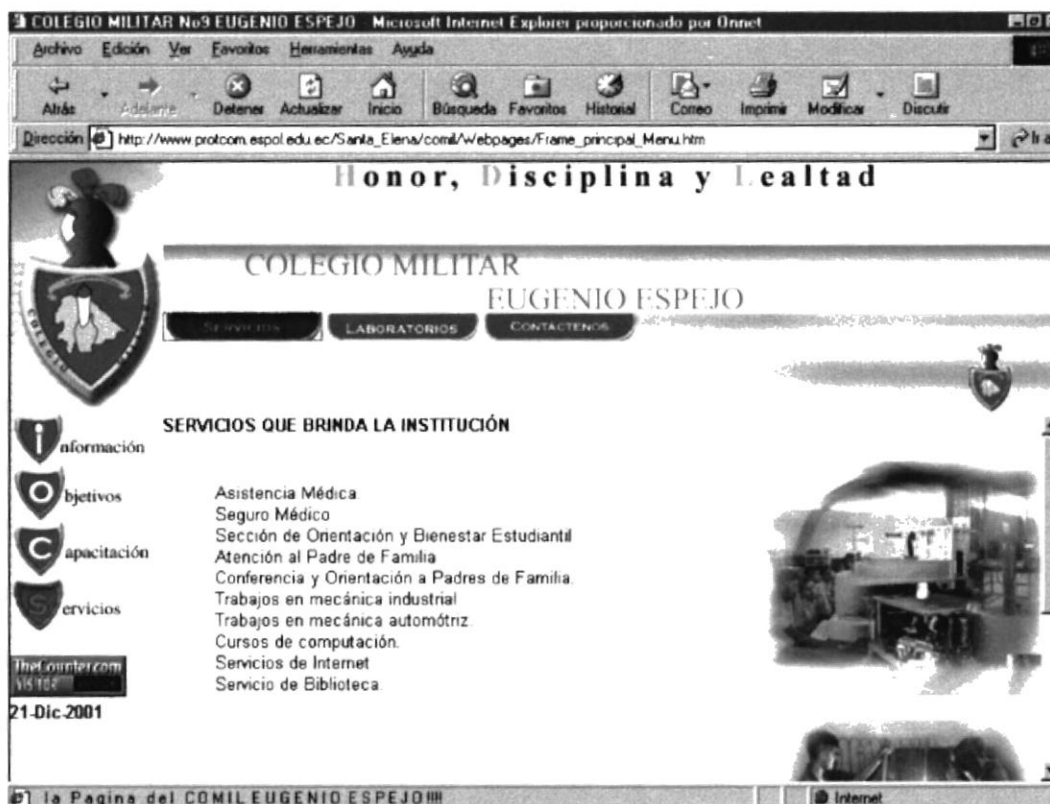 COLEGIO MILITAR No9 EUGENIO ESPEJO Microsoft Internet Explorer proporcionado por Onnet
Archivo Edición Ver Favoritos Herramientas Ayuda
Atrás Adelante Detener Actualizar Inicio Búsqueda Favoritos Historial Correo Imprimir Modificar Discutir
Dirección http://www.protcom.espol.edu.ec/Santa_Elena/comil/Webpages/Frame_principal_Menu.htm Ir a
Honor, Disciplina y Lealtad
COLEGIO MILITAR
EUGENIO ESPEJO
SERVICIOS LABORATORIOS CONTÁCTENOS
COLEGIO
SERVICIOS QUE BRINDA LA INSTITUCIÓN
Información
Objetivos
Capacitación
Servicios
Asistencia Médica.
Seguro Médico
Sección de Orientación y Bienestar Estudiantil
Atención al Padre de Familia
Conferencia y Orientación a Padres de Familia.
Trabajos en mecánica industrial
Trabajos en mecánica automótriz.
Cursos de computación.
Servicios de Internet
Servicio de Biblioteca.
TheCounter.com
VISITOR
21-Dic-2001
la Pagina del COMIL EUGENIO ESPEJO!!!! Internet